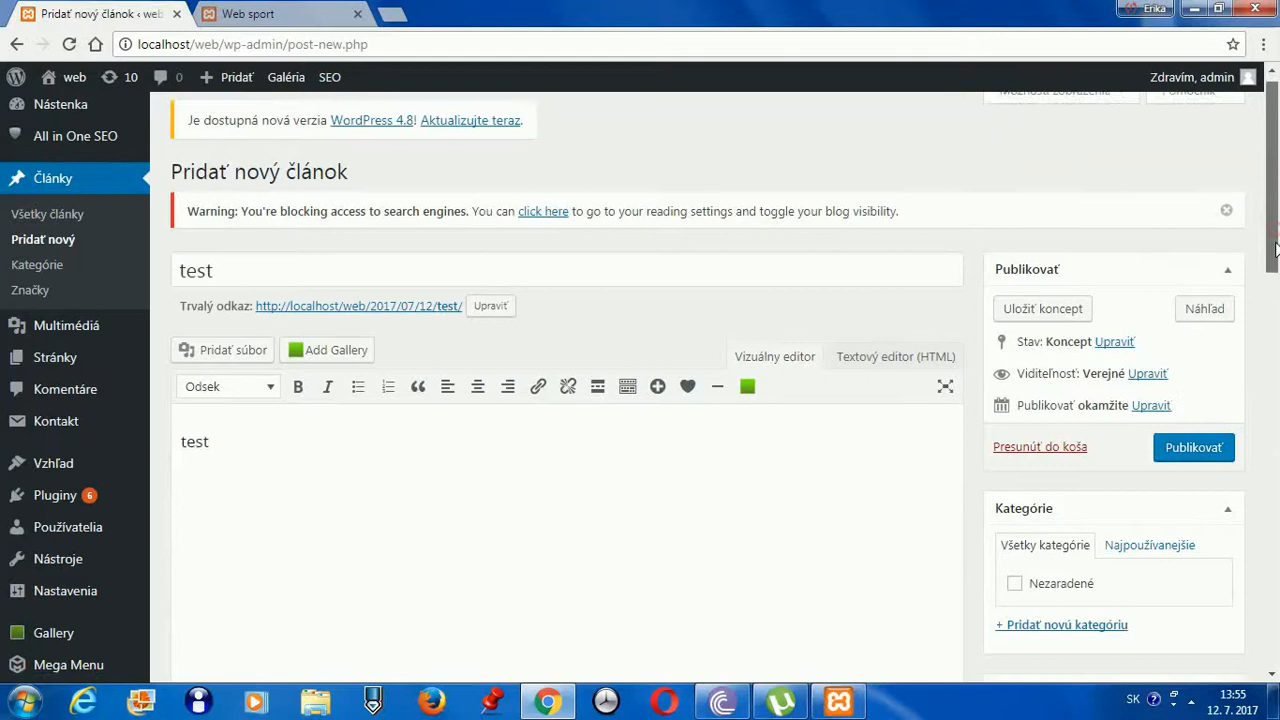 Pridať nový článok ‹ web
Web sport
Erika
localhost/web/wp-admin/post-new.php
web
10
0
Pridať
Galéria
SEO
Zdravím, admin
Nástenka
All in One SEO
Články
Všetky články
Pridať nový
Kategórie
Značky
Multimédiá
Stránky
Komentáre
Kontakt
Vzhľad
Pluginy 6
Používatelia
Nástroje
Nastavenia
Gallery
Mega Menu
Možnosti zobrazenia
Pomocník
Je dostupná nová verzia WordPress 4.8! Aktualizujte teraz.
Pridať nový článok
Warning: You're blocking access to search engines. You can click here to go to your reading settings and toggle your blog visibility.
test
Trvalý odkaz: http://localhost/web/2017/07/12/test/ Upraviť
Pridať súbor
Add Gallery
Vizuálny editor
Textový editor (HTML)
Odsek
B I
test
Publikovať
Uložiť koncept
Náhľad
Stav: Koncept Upraviť
Viditeľnosť: Verejné Upraviť
Publikovať okamžite Upraviť
Presunúť do koša
Publikovať
Kategórie
Všetky kategórie
Najpoužívanejšie
Nezaradené
+ Pridať novú kategóriu
SK
13:55
12. 7. 2017